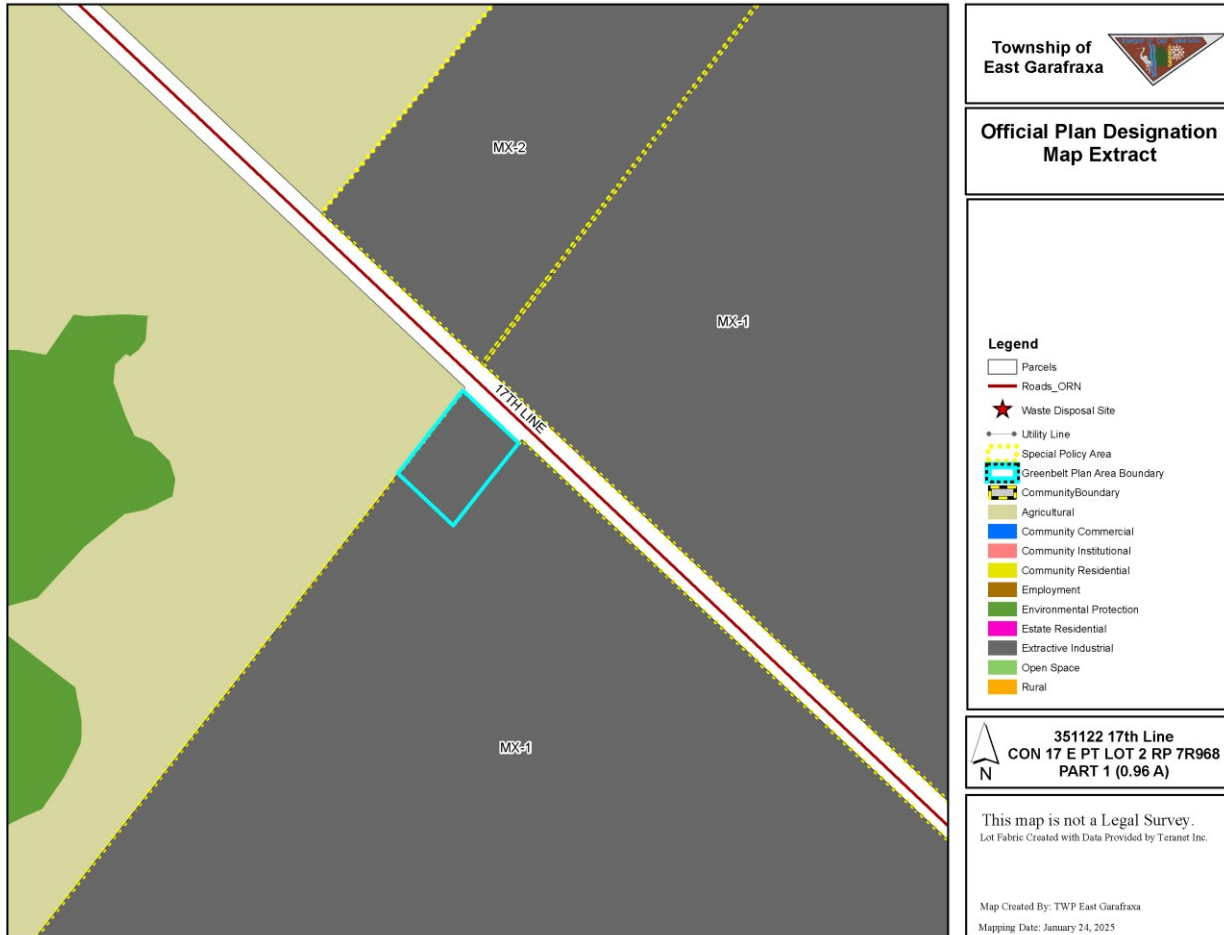 MX-2
MX-1
17TH LINE
MX-1
Township of
East Garafraxa
TOWNSHIP OF EAST GARAFRAXA
Official Plan Designation
Map Extract
Legend
Parcels
Roads_ORN
Waste Disposal Site
Utility Line
Special Policy Area
Greenbelt Plan Area Boundary
CommunityBoundary
Agricultural
Community Commercial
Community Institutional
Community Residential
Employment
Environmental Protection
Estate Residential
Extractive Industrial
Open Space
Rural
N
351122 17th Line
CON 17 E PT LOT 2 RP 7R968
PART 1 (0.96 A)
This map is not a Legal Survey.
Lot Fabric Created with Data Provided by Teranet Inc.
Map Created By: TWP East Garafraxa
Mapping Date: January 24, 2025